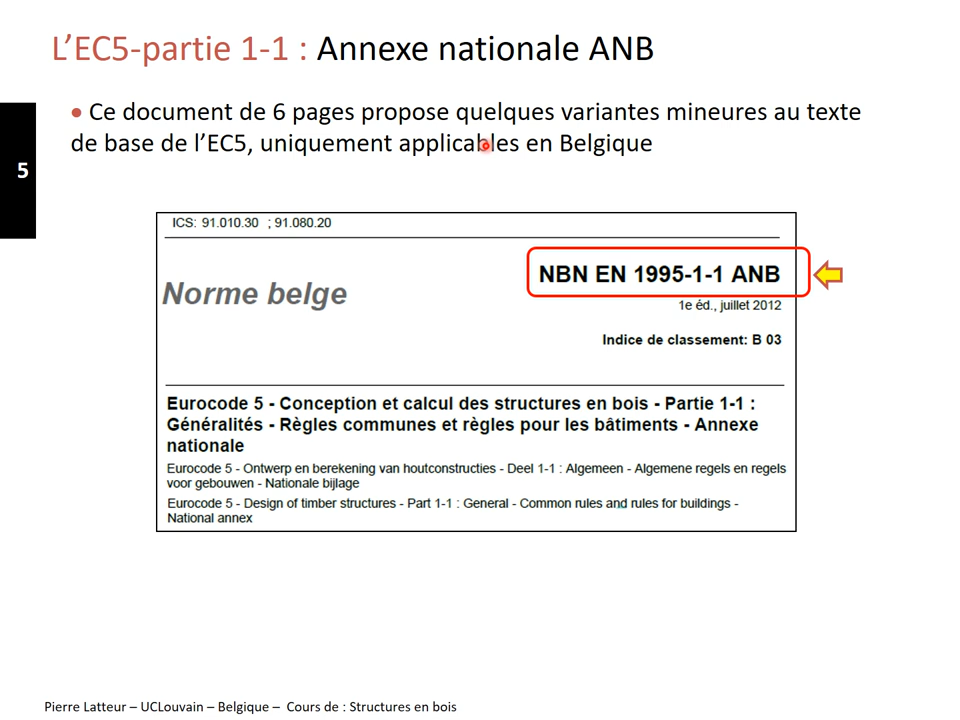 L’EC5-partie 1-1 : Annexe nationale ANB
• Ce document de 6 pages propose quelques variantes mineures au texte
de base de l’EC5, uniquement applicables en Belgique
5
ICS: 91.010.30 ; 91.080.20
NBN EN 1995-1-1 ANB
Norme belge
1e éd., juillet 2012
Indice de classement: B 03
Eurocode 5 - Conception et calcul des structures en bois - Partie 1-1 :
Généralités - Règles communes et règles pour les bâtiments - Annexe
nationale
Eurocode 5 - Ontwerp en berekening van houtconstructies - Deel 1-1 : Algemeen - Algemene regels en regels
voor gebouwen - Nationale bijlage
Eurocode 5 - Design of timber structures - Part 1-1 : General - Common rules and rules for buildings -
National annex
Pierre Latteur – UCLouvain – Belgique – Cours de : Structures en bois